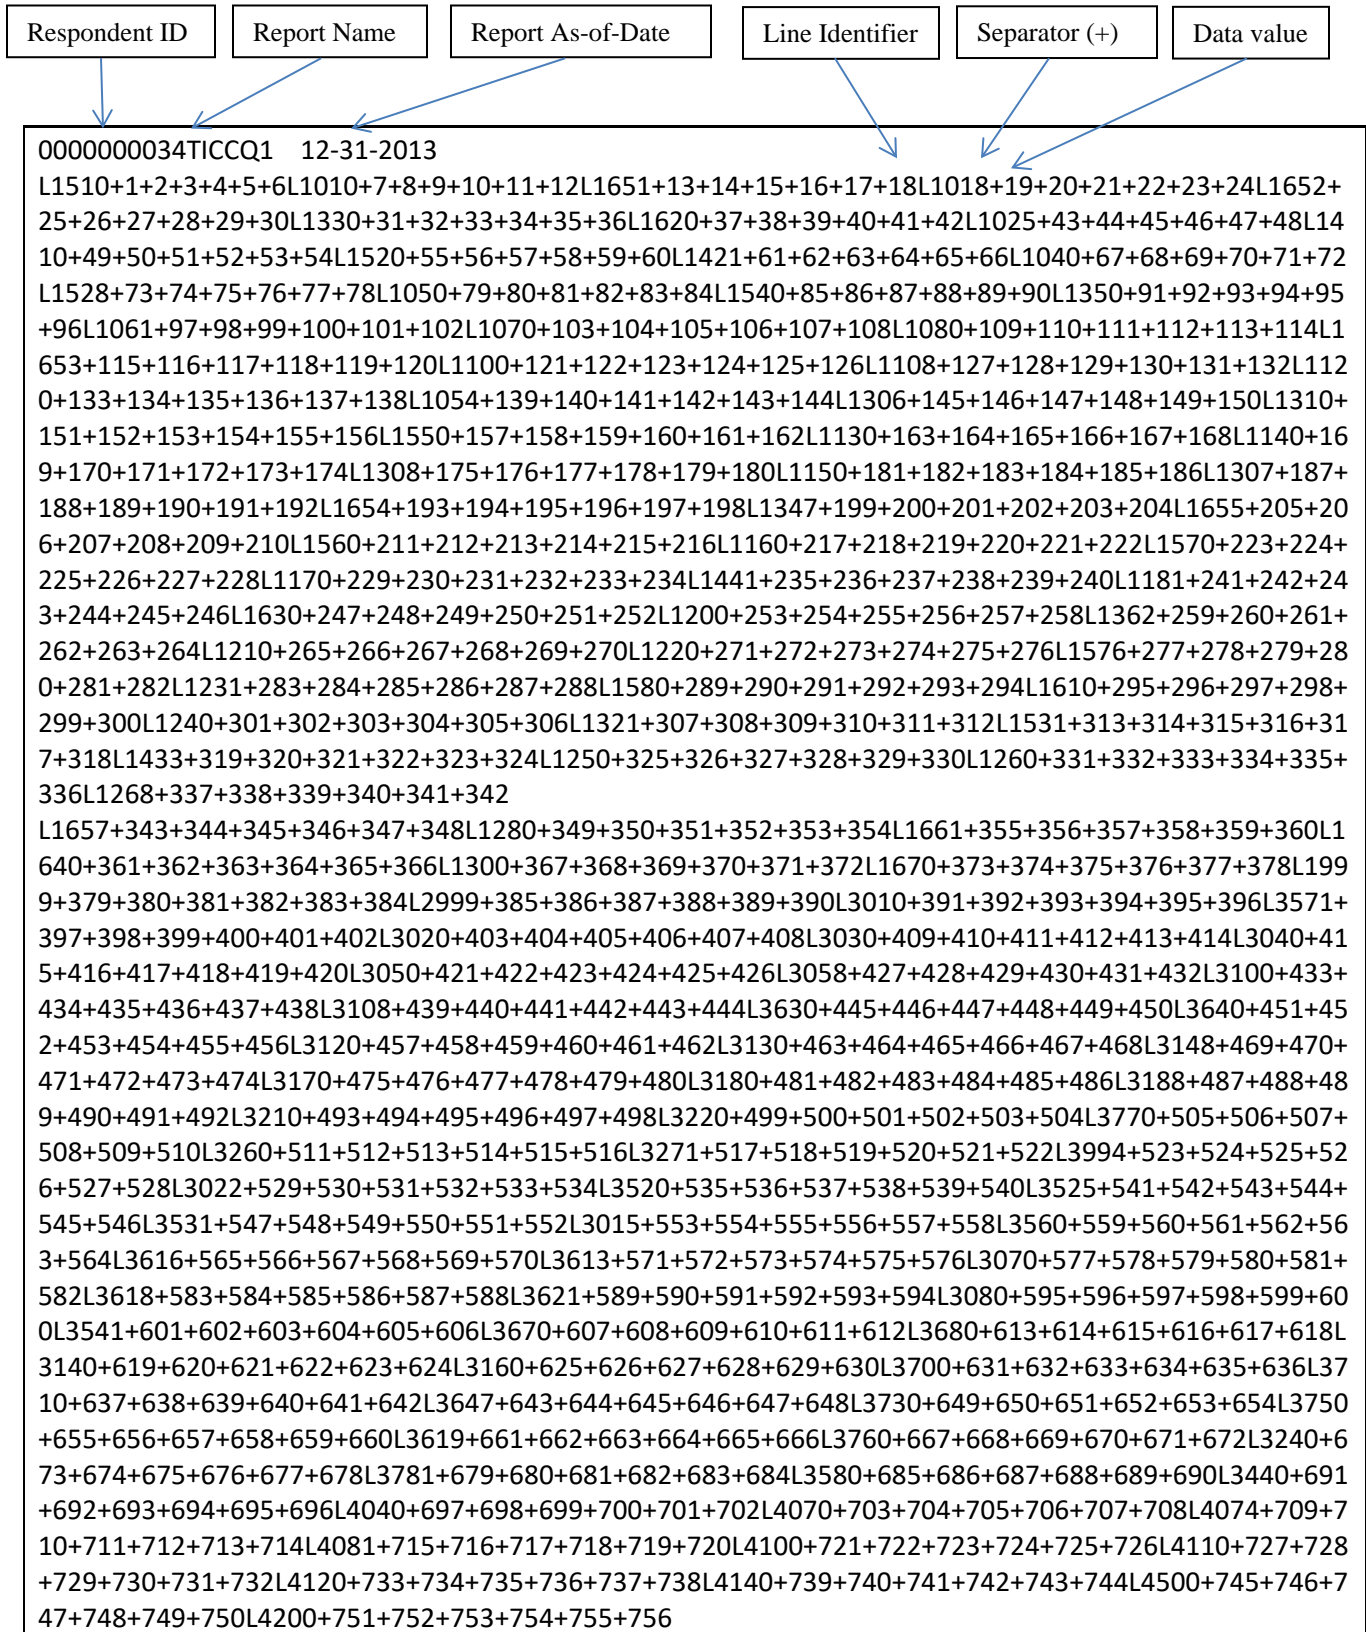 Respondent ID
Report Name
Report As-of-Date
Line Identifier
Separator (+)
Data value
0000000034TICCQ1    12-31-2013
L1510+1+2+3+4+5+6L1010+7+8+9+10+11+12L1651+13+14+15+16+17+18L1018+19+20+21+22+23+24L1652+
25+26+27+28+29+30L1330+31+32+33+34+35+36L1620+37+38+39+40+41+42L1025+43+44+45+46+47+48L14
10+49+50+51+52+53+54L1520+55+56+57+58+59+60L1421+61+62+63+64+65+66L1040+67+68+69+70+71+72
L1528+73+74+75+76+77+78L1050+79+80+81+82+83+84L1540+85+86+87+88+89+90L1350+91+92+93+94+95
+96L1061+97+98+99+100+101+102L1070+103+104+105+106+107+108L1080+109+110+111+112+113+114L1
653+115+116+117+118+119+120L1100+121+122+123+124+125+126L1108+127+128+129+130+131+132L112
0+133+134+135+136+137+138L1054+139+140+141+142+143+144L1306+145+146+147+148+149+150L1310+
151+152+153+154+155+156L1550+157+158+159+160+161+162L1130+163+164+165+166+167+168L1140+16
9+170+171+172+173+174L1308+175+176+177+178+179+180L1150+181+182+183+184+185+186L1307+187+
188+189+190+191+192L1654+193+194+195+196+197+198L1347+199+200+201+202+203+204L1655+205+20
6+207+208+209+210L1560+211+212+213+214+215+216L1160+217+218+219+220+221+222L1570+223+224+
225+226+227+228L1170+229+230+231+232+233+234L1441+235+236+237+238+239+240L1181+241+242+24
3+244+245+246L1630+247+248+249+250+251+252L1200+253+254+255+256+257+258L1362+259+260+261+
262+263+264L1210+265+266+267+268+269+270L1220+271+272+273+274+275+276L1576+277+278+279+28
0+281+282L1231+283+284+285+286+287+288L1580+289+290+291+292+293+294L1610+295+296+297+298+
299+300L1240+301+302+303+304+305+306L1321+307+308+309+310+311+312L1531+313+314+315+316+31
7+318L1433+319+320+321+322+323+324L1250+325+326+327+328+329+330L1260+331+332+333+334+335+
336L1268+337+338+339+340+341+342
L1657+343+344+345+346+347+348L1280+349+350+351+352+353+354L1661+355+356+357+358+359+360L1
640+361+362+363+364+365+366L1300+367+368+369+370+371+372L1670+373+374+375+376+377+378L199
9+379+380+381+382+383+384L2999+385+386+387+388+389+390L3010+391+392+393+394+395+396L3571+
397+398+399+400+401+402L3020+403+404+405+406+407+408L3030+409+410+411+412+413+414L3040+41
5+416+417+418+419+420L3050+421+422+423+424+425+426L3058+427+428+429+430+431+432L3100+433+
434+435+436+437+438L3108+439+440+441+442+443+444L3630+445+446+447+448+449+450L3640+451+45
2+453+454+455+456L3120+457+458+459+460+461+462L3130+463+464+465+466+467+468L3148+469+470+
471+472+473+474L3170+475+476+477+478+479+480L3180+481+482+483+484+485+486L3188+487+488+48
9+490+491+492L3210+493+494+495+496+497+498L3220+499+500+501+502+503+504L3770+505+506+507+
508+509+510L3260+511+512+513+514+515+516L3271+517+518+519+520+521+522L3994+523+524+525+52
6+527+528L3022+529+530+531+532+533+534L3520+535+536+537+538+539+540L3525+541+542+543+544+
545+546L3531+547+548+549+550+551+552L3015+553+554+555+556+557+558L3560+559+560+561+562+56
3+564L3616+565+566+567+568+569+570L3613+571+572+573+574+575+576L3070+577+578+579+580+581+
582L3618+583+584+585+586+587+588L3621+589+590+591+592+593+594L3080+595+596+597+598+599+60
0L3541+601+602+603+604+605+606L3670+607+608+609+610+611+612L3680+613+614+615+616+617+618L
3140+619+620+621+622+623+624L3160+625+626+627+628+629+630L3700+631+632+633+634+635+636L37
10+637+638+639+640+641+642L3647+643+644+645+646+647+648L3730+649+650+651+652+653+654L3750
+655+656+657+658+659+660L3619+661+662+663+664+665+666L3760+667+668+669+670+671+672L3240+6
73+674+675+676+677+678L3781+679+680+681+682+683+684L3580+685+686+687+688+689+690L3440+691
+692+693+694+695+696L4040+697+698+699+700+701+702L4070+703+704+705+706+707+708L4074+709+7
10+711+712+713+714L4081+715+716+717+718+719+720L4100+721+722+723+724+725+726L4110+727+728
+729+730+731+732L4120+733+734+735+736+737+738L4140+739+740+741+742+743+744L4500+745+746+7
47+748+749+750L4200+751+752+753+754+755+756